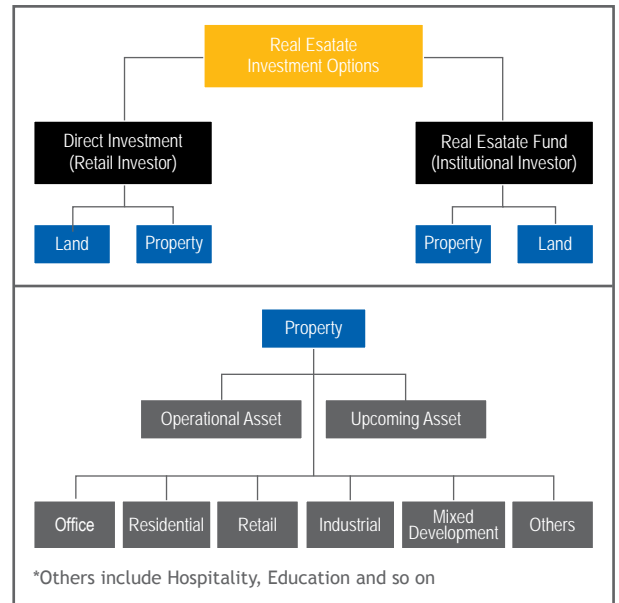 Real Esatate
Investment Options
Direct Investment
(Retail Investor)
Real Esatate Fund
(Institutional Investor)
Land
Property
Property
Land
Property
Operational Asset
Upcoming Asset
Office
Residential
Retail
Industrial
Mixed
Development
Others
*Others include Hospitality, Education and so on